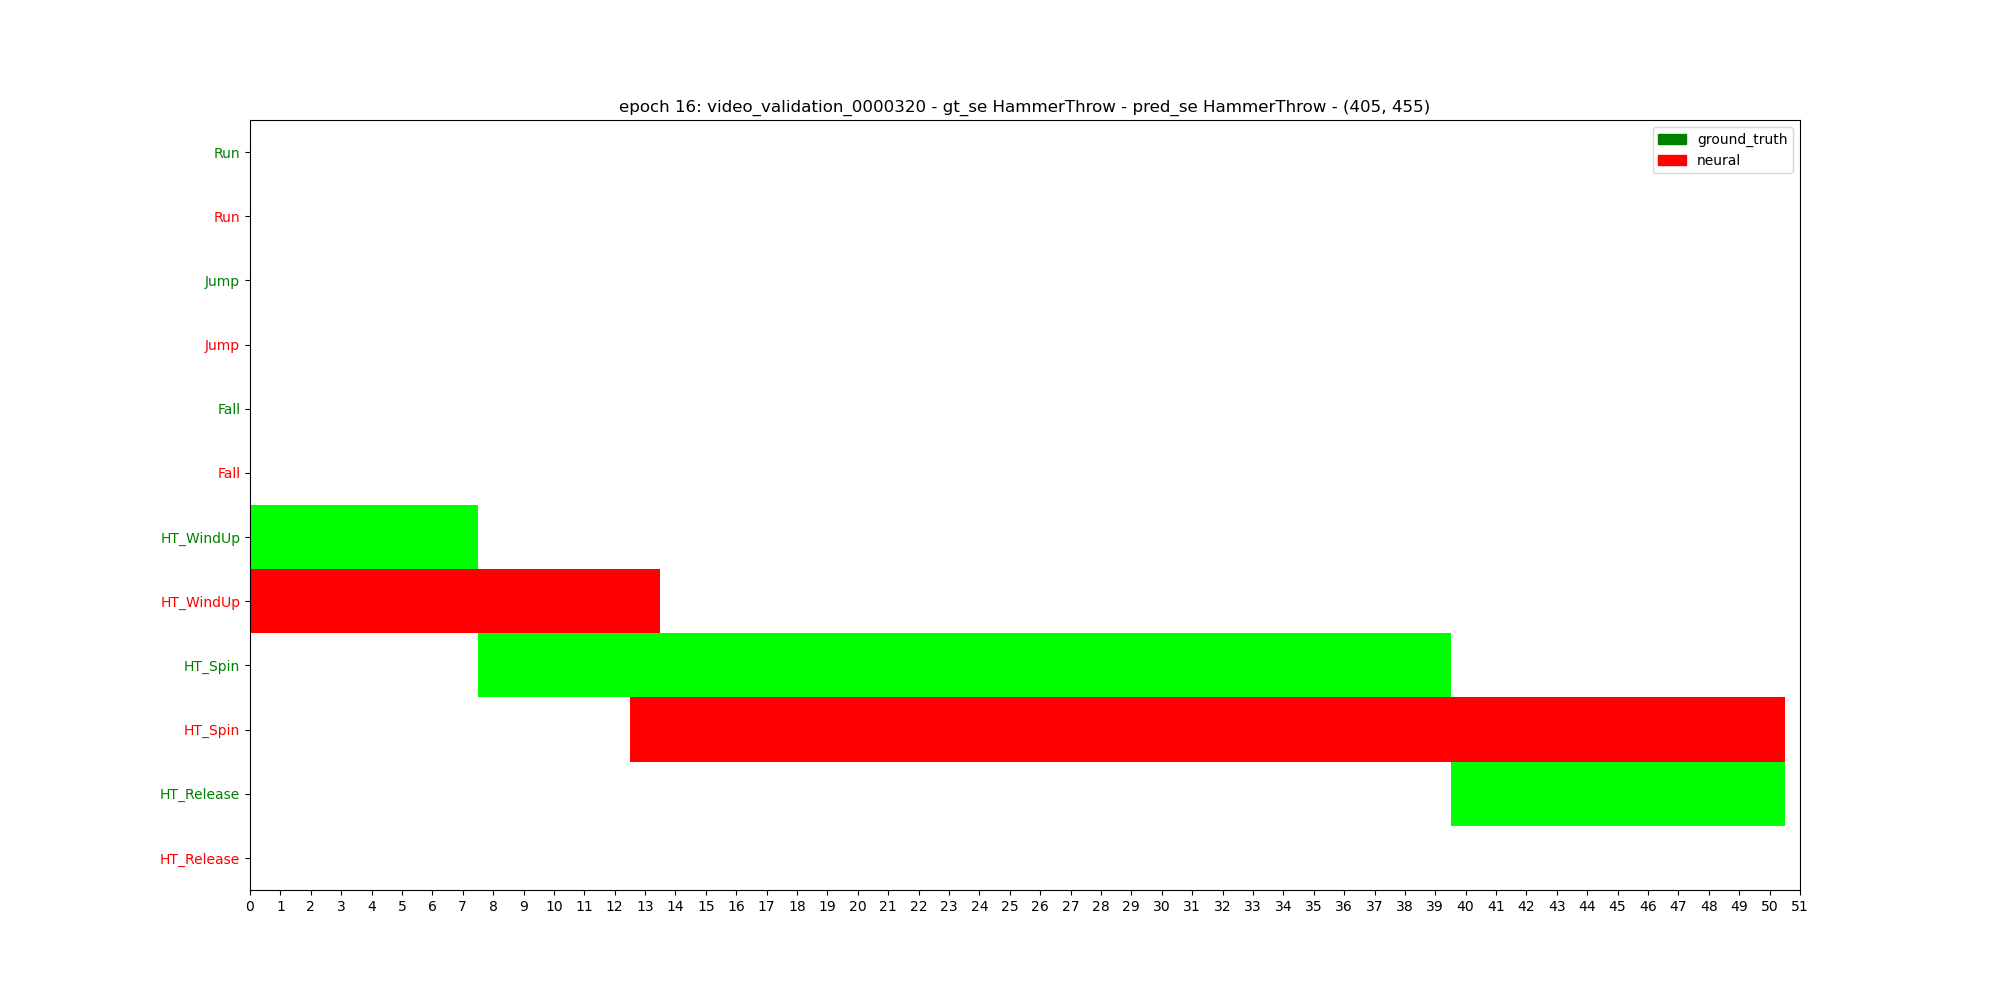 epoch 16: video_validation_0000320 - gt_se HammerThrow - pred_se HammerThrow - (405, 455)
ground_truth
neural
Run
Run
Jump
Jump
Fall
Fall
HT_WindUp
HT_WindUp
HT_Spin
HT_Spin
HT_Release
HT_Release
0 1 2 3 4 5 6 7 8 9 10 11 12 13 14 15 16 17 18 19 20 21 22 23 24 25 26 27 28 29 30 31 32 33 34 35 36 37 38 39 40 41 42 43 44 45 46 47 48 49 50 51